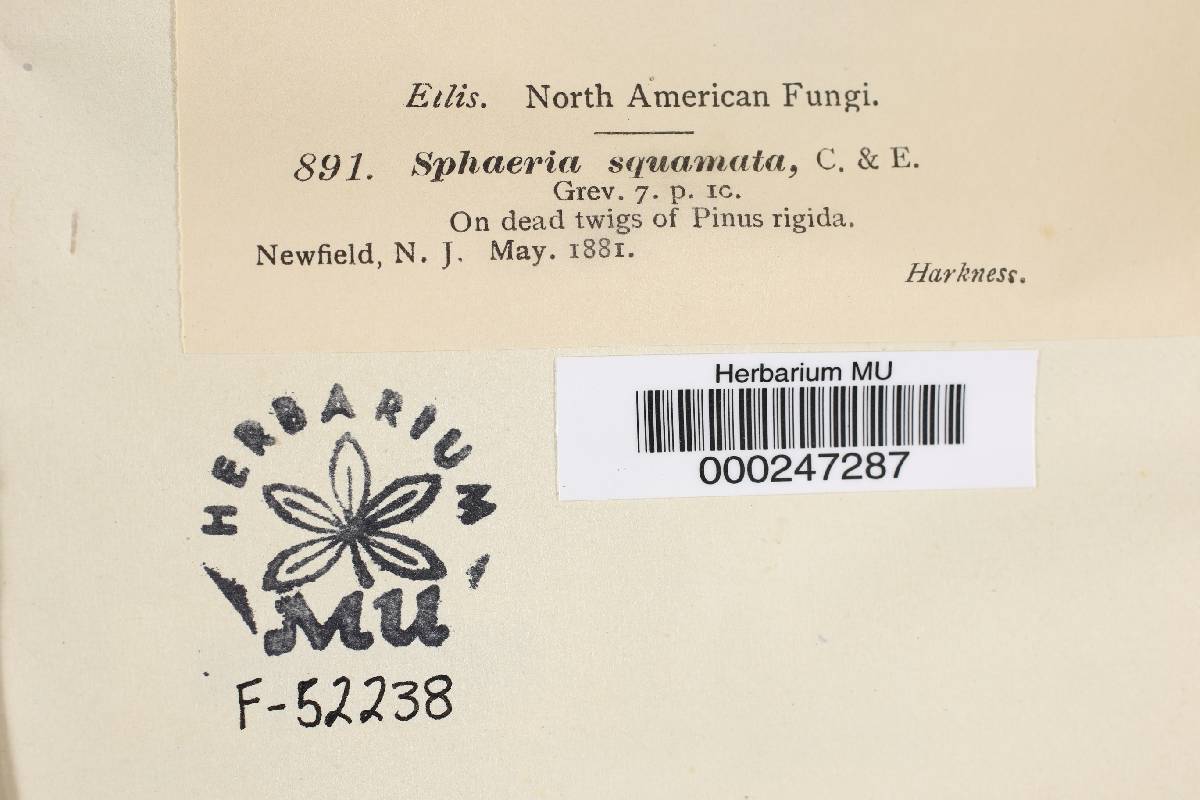 Ellis. North American Fungi.
891. Sphaeria squamata, C. & E.
Grev. 7. p. 10.
On dead twigs of Pinus rigida.
Newfield, N. J. May. 1881.
Harkness.
Herbarium MU
000247287
HERBARIUM
MU
F-52238